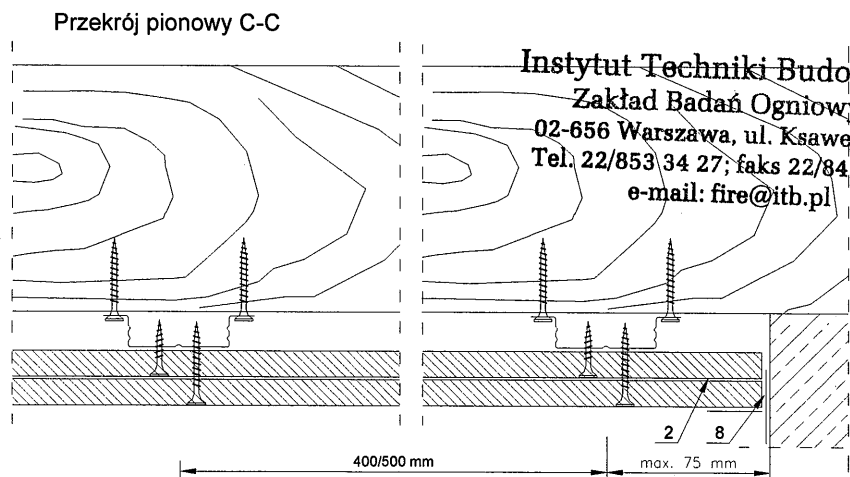 Przekrój pionowy C-C
Instytut Techniki Budo
Zakład Badań Ogniowy
02-656 Warszawa, ul. Ksawe
Tel. 22/853 34 27; faks 22/84
e-mail: fire@itb.pl
2 8
400/500 mm
max. 75 mm